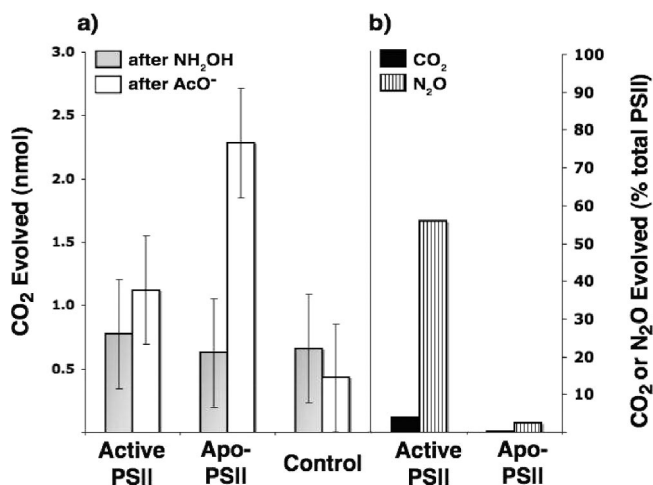 a)
b)
after NH₂OH
after AcO⁻
CO₂
N₂O
CO₂ Evolved (nmol)
3.0
2.5
2.0
1.5
1.0
0.5
100
90
80
70
60
50
40
30
20
10
CO₂ or N₂O Evolved (% total PSII)
Active PSII
Apo-PSII
Control
Active PSII
Apo-PSII